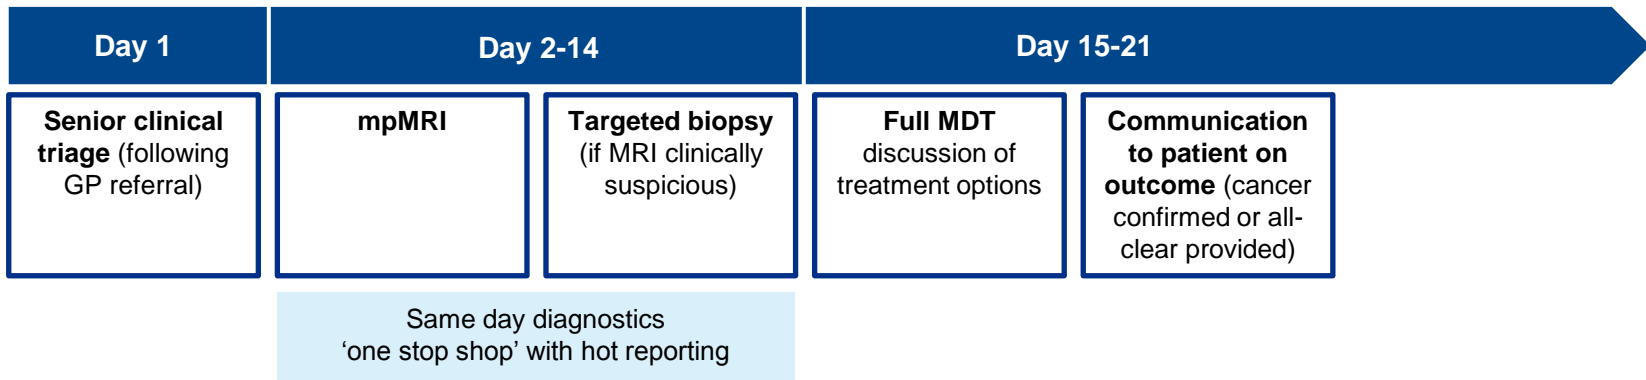 Day 1
Day 2-14
Day 15-21
Senior clinical
triage (following
GP referral)
mpMRI
Targeted biopsy
(if MRI clinically
suspicious)
Full MDT
discussion of
treatment options
Communication
to patient on
outcome (cancer
confirmed or all-
clear provided)
Same day diagnostics
‘one stop shop’ with hot reporting